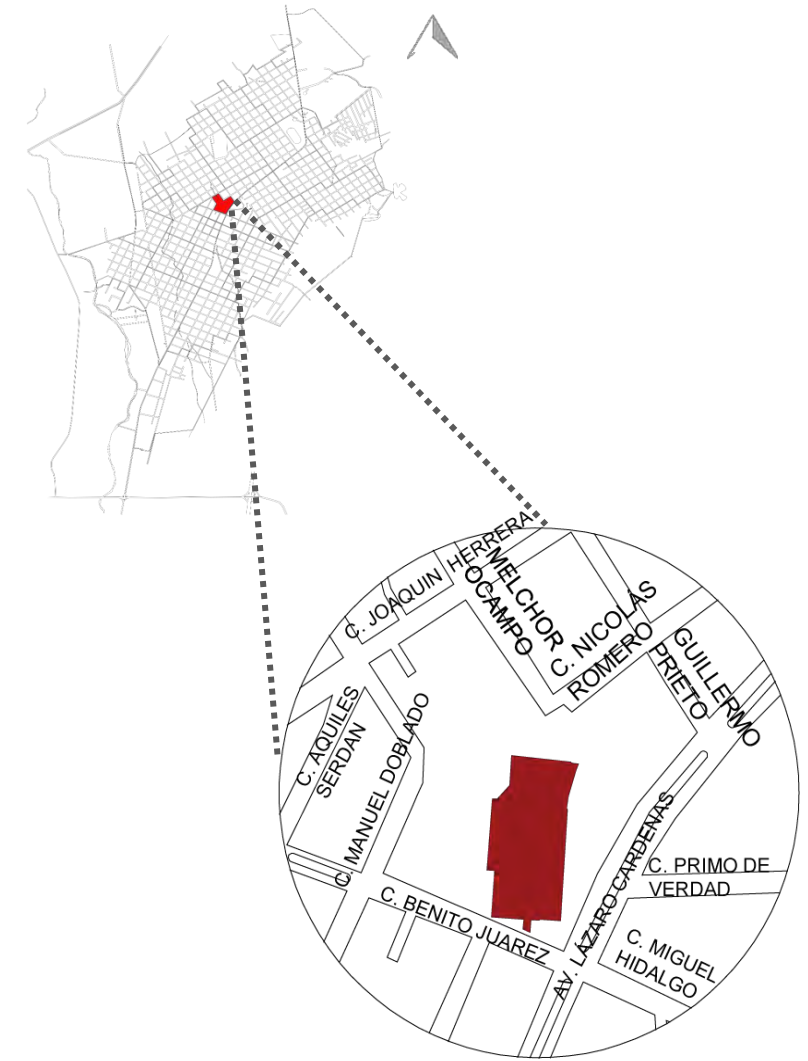 C. JOAQUIN HERRERA
MELCHOR
OCAMPO
C. NICOLÁS
ROMERO
GUILLERMO
PRIETO
C. AQUILES
SERDAN
C. MANUEL DOBLADO
AV. LÁZARO CARDENAS
C. PRIMO DE
VERDAD
C. BENITO JUAREZ
C. MIGUEL
HIDALGO